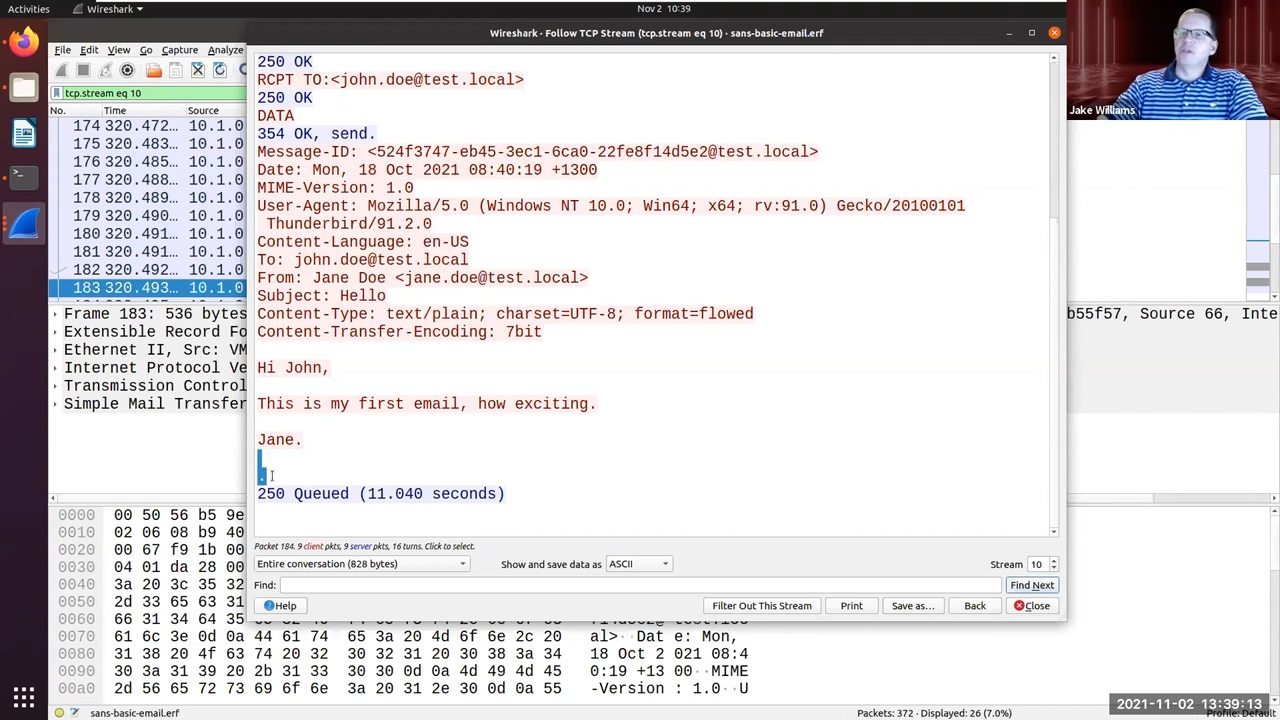 Activities
Wireshark
Nov 2 10:39
Wireshark · Follow TCP Stream (tcp.stream eq 10) · sans-basic-email.erf
File Edit View Go Capture Analyze
tcp.stream eq 10
No. Time Source
174 320.472… 10.1.0
175 320.483… 10.1.0
176 320.485… 10.1.0
177 320.488… 10.1.0
178 320.489… 10.1.0
179 320.490… 10.1.0
180 320.491… 10.1.0
181 320.492… 10.1.0
182 320.492… 10.1.0
183 320.493… 10.1.0
Frame 183: 536 bytes
b55f57, Source 66, Inte
Extensible Record Fo
Ethernet II, Src: VM
Internet Protocol Ve
Transmission Control
Simple Mail Transfer
250 OK
RCPT TO:<john.doe@test.local>
250 OK
DATA
354 OK, send.
Message-ID: <524f3747-eb45-3ec1-6ca0-22fe8f14d5e2@test.local>
Date: Mon, 18 Oct 2021 08:40:19 +1300
MIME-Version: 1.0
User-Agent: Mozilla/5.0 (Windows NT 10.0; Win64; x64; rv:91.0) Gecko/20100101
Thunderbird/91.2.0
Content-Language: en-US
To: john.doe@test.local
From: Jane Doe <jane.doe@test.local>
Subject: Hello
Content-Type: text/plain; charset=UTF-8; format=flowed
Content-Transfer-Encoding: 7bit
Hi John,
This is my first email, how exciting.
Jane.
.
250 Queued (11.040 seconds)
Packet 184. 9 client pkts, 9 server pkts, 16 turns. Click to select.
Entire conversation (828 bytes)
Show and save data as ASCII
Stream 10
Find:
Find Next
Help
Filter Out This Stream
Print
Save as…
Back
Close
Jake Williams
0000 00 50 56 b5 9e
0010 02 06 08 b9 40
0020 00 67 f9 1b 00
0030 04 01 da 28 00
0040 3a 20 3c 35 32
0050 2d 33 65 63 31
0060 66 31 34 64 35
0070 61 6c 3e 0d 0a 44 61 74 65 3a 20 4d 6f 6e 2c 20 al>··Dat e: Mon,
0080 31 38 20 4f 63 74 20 32 30 32 31 20 30 38 3a 34 18 Oct 2 021 08:4
0090 30 3a 31 39 20 2b 31 33 30 30 0d 0a 4d 49 4d 45 0:19 +13 00··MIME
00a0 2d 56 65 72 73 69 6f 6e 3a 20 31 2e 30 0d 0a 55 -Version : 1.0··U
sans-basic-email.erf
Packets: 372 · Displayed: 26 (7.0%)
Profile: Default
2021-11-02 13:39:13